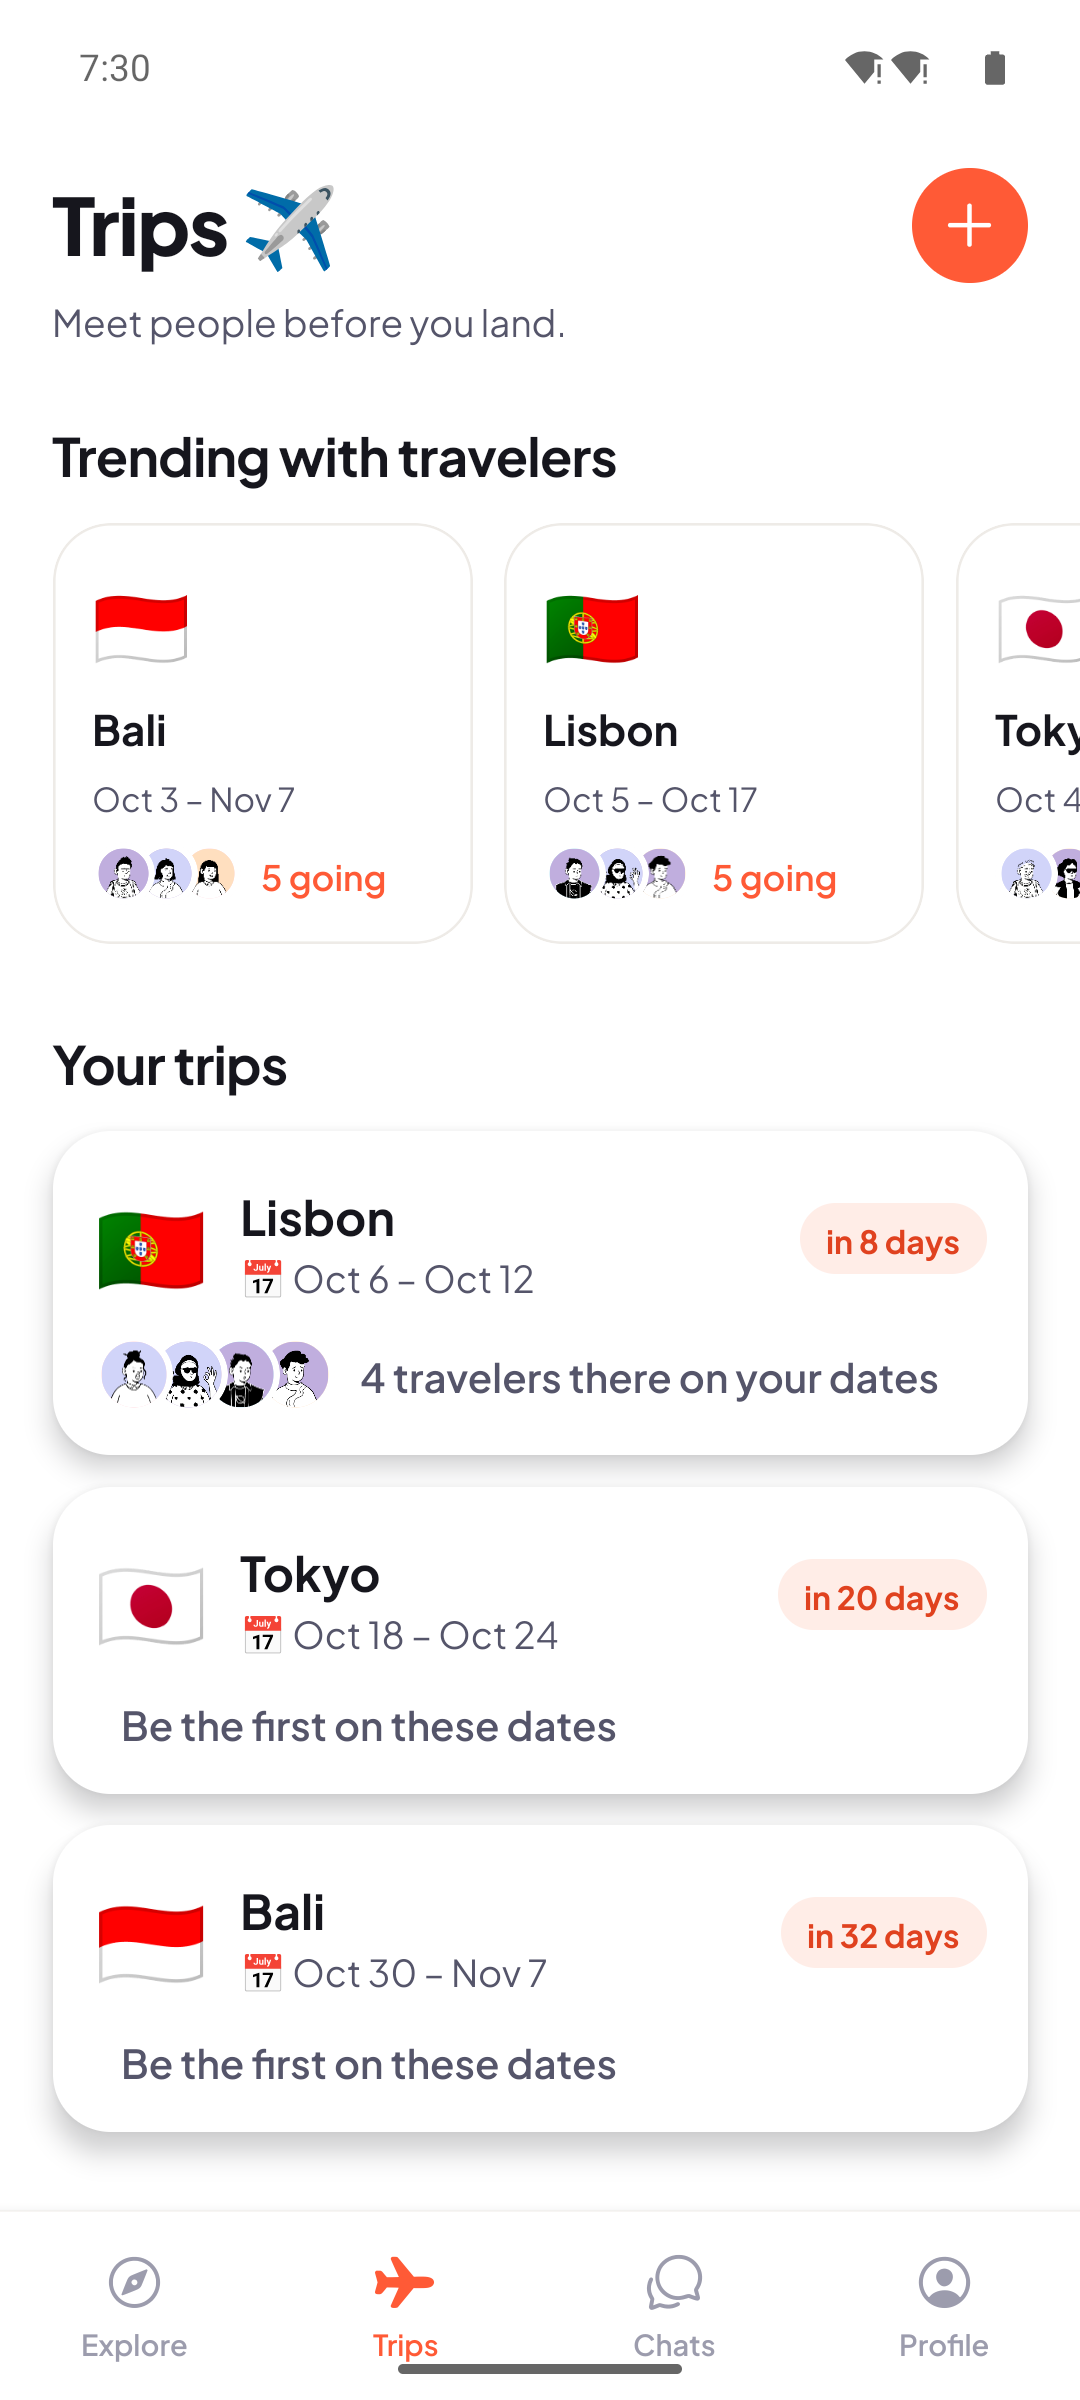 7:30
Trips ✈️
Meet people before you land.
Trending with travelers
Bali
Oct 3 – Nov 7
5 going
Lisbon
Oct 5 – Oct 17
5 going
Toky
Oct 4
Your trips
Lisbon
in 8 days
📅 Oct 6 – Oct 12
4 travelers there on your dates
Tokyo
in 20 days
📅 Oct 18 – Oct 24
Be the first on these dates
Bali
in 32 days
📅 Oct 30 – Nov 7
Be the first on these dates
Explore
Trips
Chats
Profile